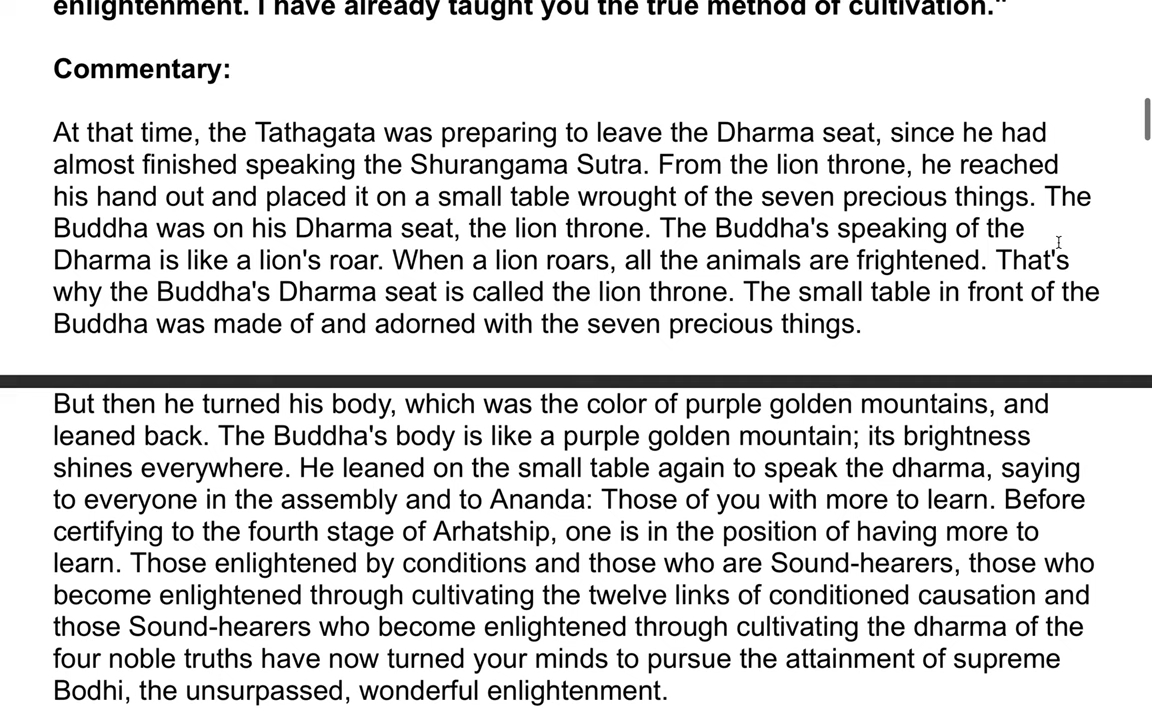 enlightenment. I have already taught you the true method of cultivation."
Commentary:
At that time, the Tathagata was preparing to leave the Dharma seat, since he had
almost finished speaking the Shurangama Sutra. From the lion throne, he reached
his hand out and placed it on a small table wrought of the seven precious things. The
Buddha was on his Dharma seat, the lion throne. The Buddha's speaking of the
Dharma is like a lion's roar. When a lion roars, all the animals are frightened. That's
why the Buddha's Dharma seat is called the lion throne. The small table in front of the
Buddha was made of and adorned with the seven precious things.
But then he turned his body, which was the color of purple golden mountains, and
leaned back. The Buddha's body is like a purple golden mountain; its brightness
shines everywhere. He leaned on the small table again to speak the dharma, saying
to everyone in the assembly and to Ananda: Those of you with more to learn. Before
certifying to the fourth stage of Arhatship, one is in the position of having more to
learn. Those enlightened by conditions and those who are Sound-hearers, those who
become enlightened through cultivating the twelve links of conditioned causation and
those Sound-hearers who become enlightened through cultivating the dharma of the
four noble truths have now turned your minds to pursue the attainment of supreme
Bodhi, the unsurpassed, wonderful enlightenment.